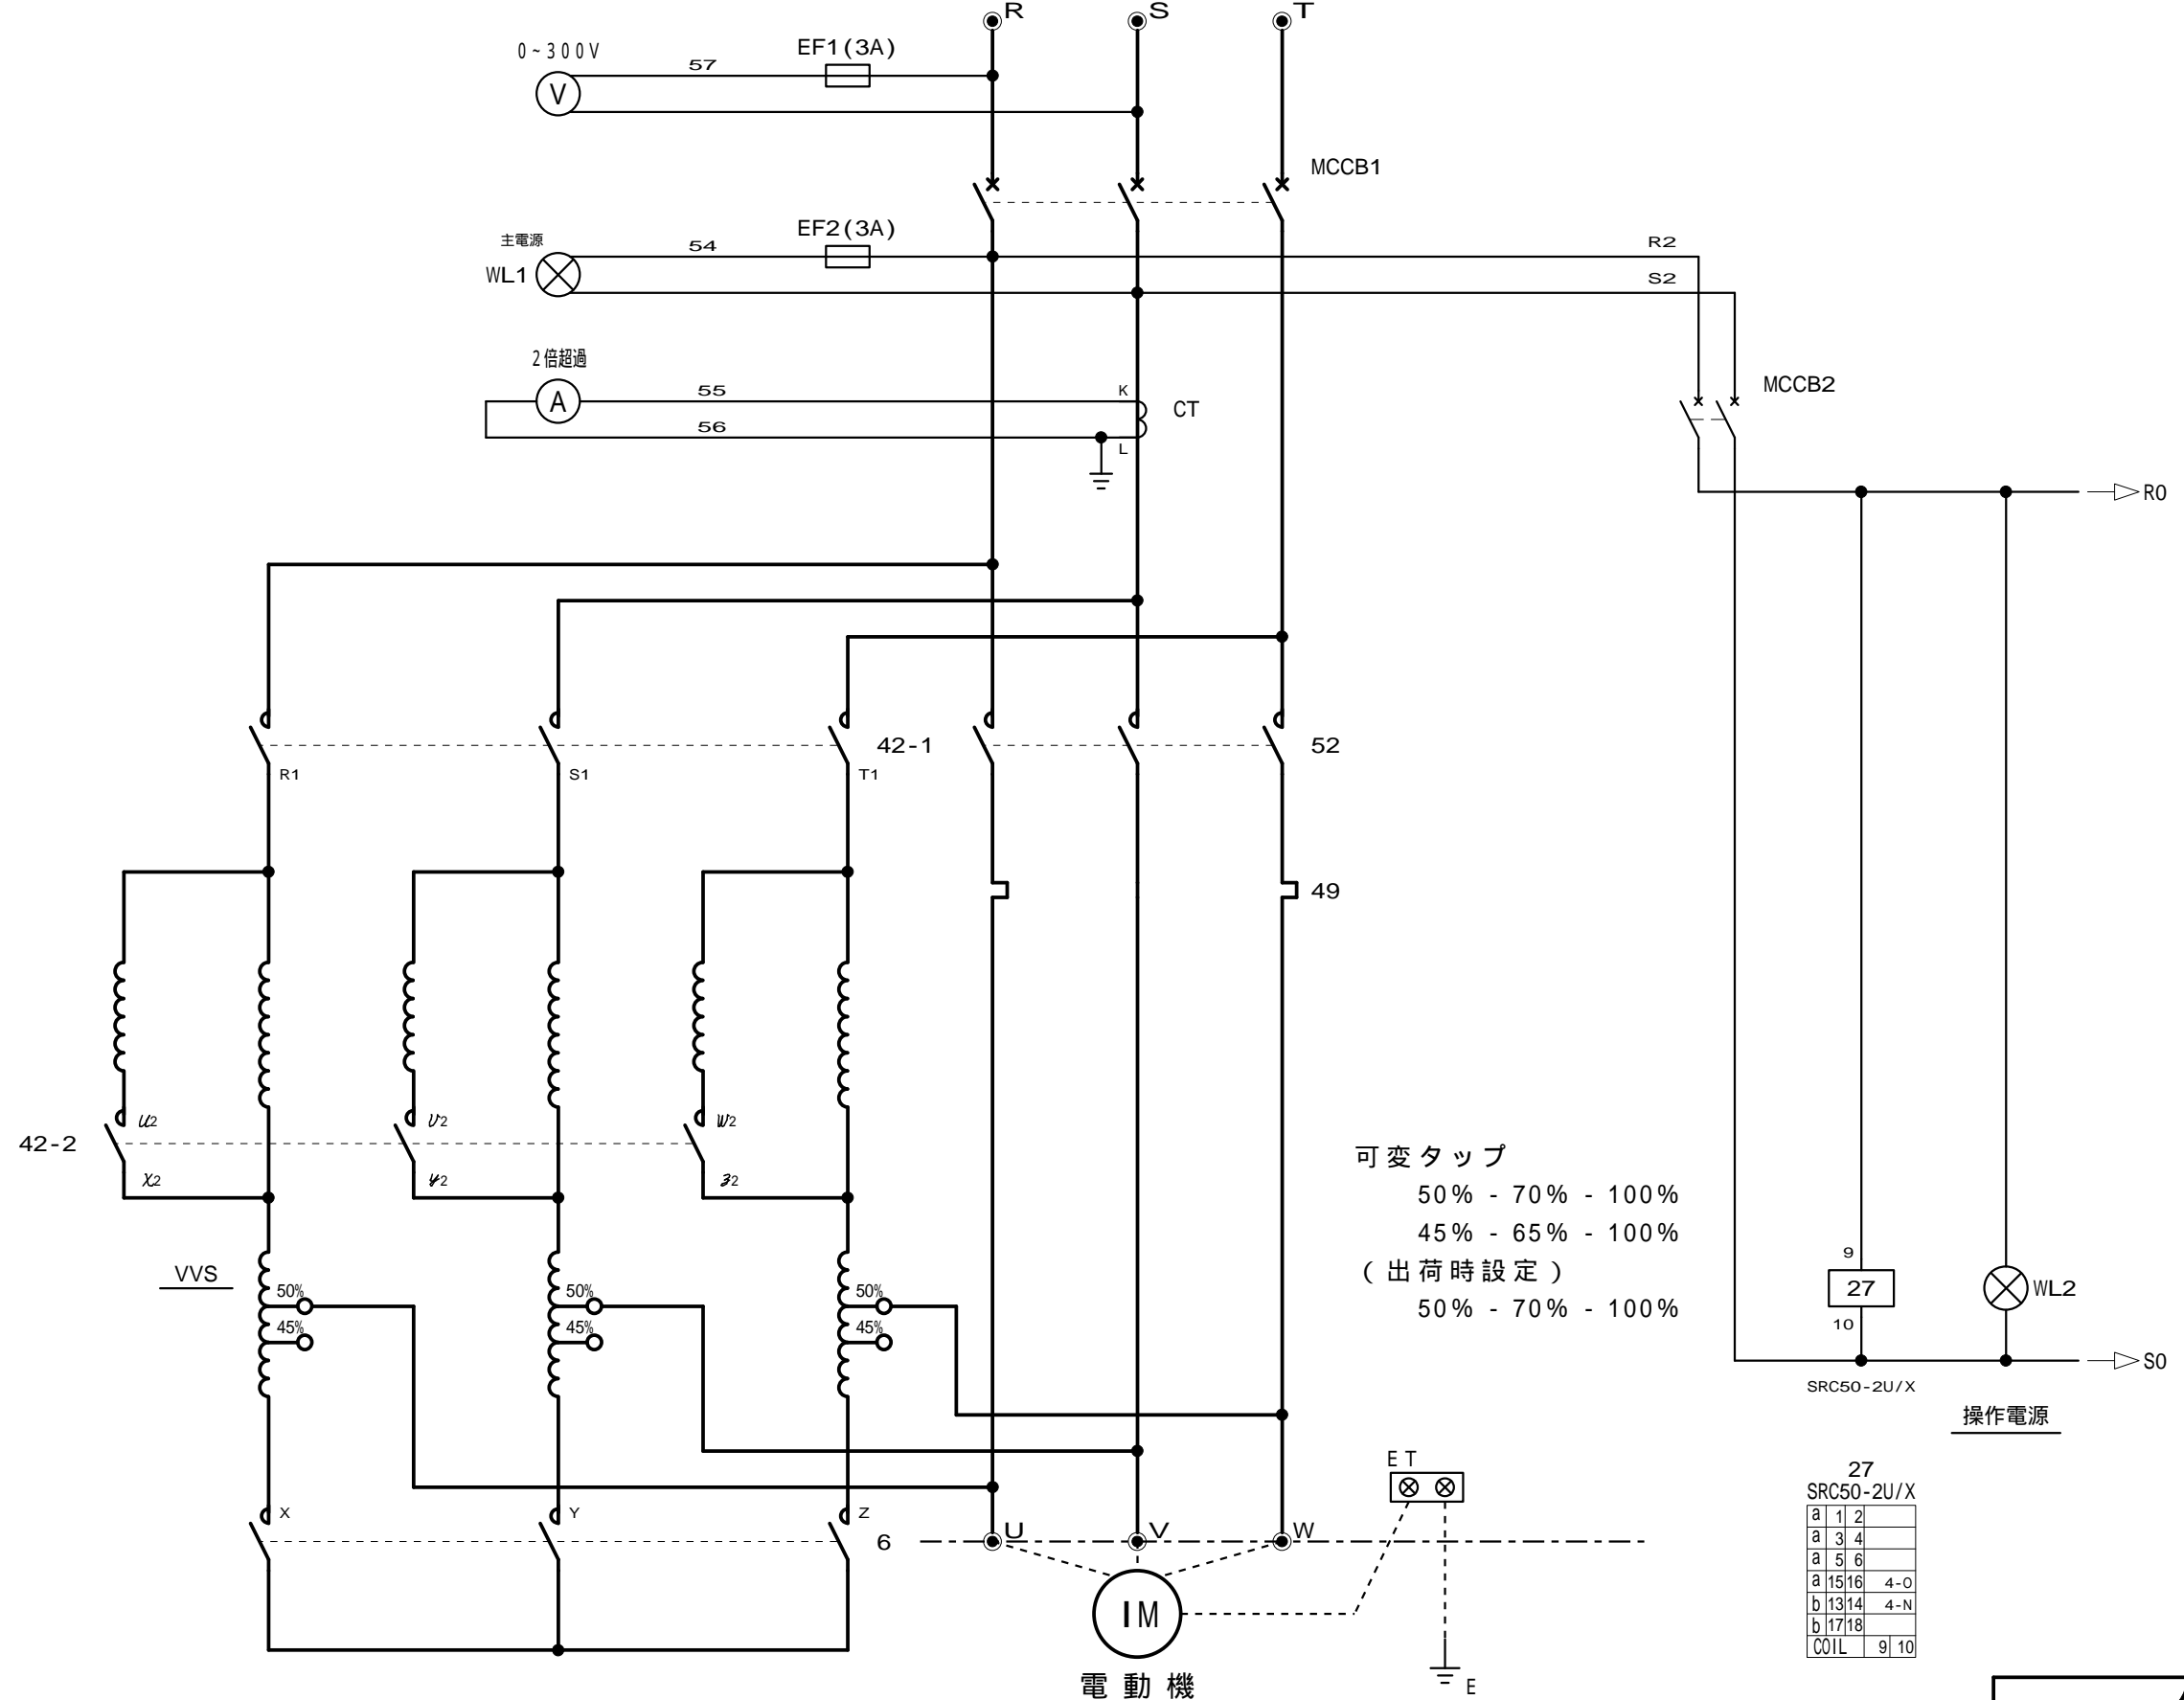 R S T
0~300V
EF1(3A)
57
V
MCCB1
主電源
EF2(3A)
54
WL1
R2
S2
2倍超過
A
55
K
CT
56
L
MCCB2
R0
42-1
52
R1 S1 T1
49
42-2
u2 v2 w2
x2 y2 z2
可変タップ
50% - 70% - 100%
45% - 65% - 100%
(出荷時設定)
50% - 70% - 100%
VVS
50% 50% 50%
45% 45% 45%
9
27
WL2
10
S0
SRC50-2U/X
操作電源
ET
X Y Z
6
U V W
IM
電動機
E
27
SRC50-2U/X
a 1 2
a 3 4
a 5 6
a 15 16 4-O
b 13 14 4-N
b 17 18
COIL 9 10